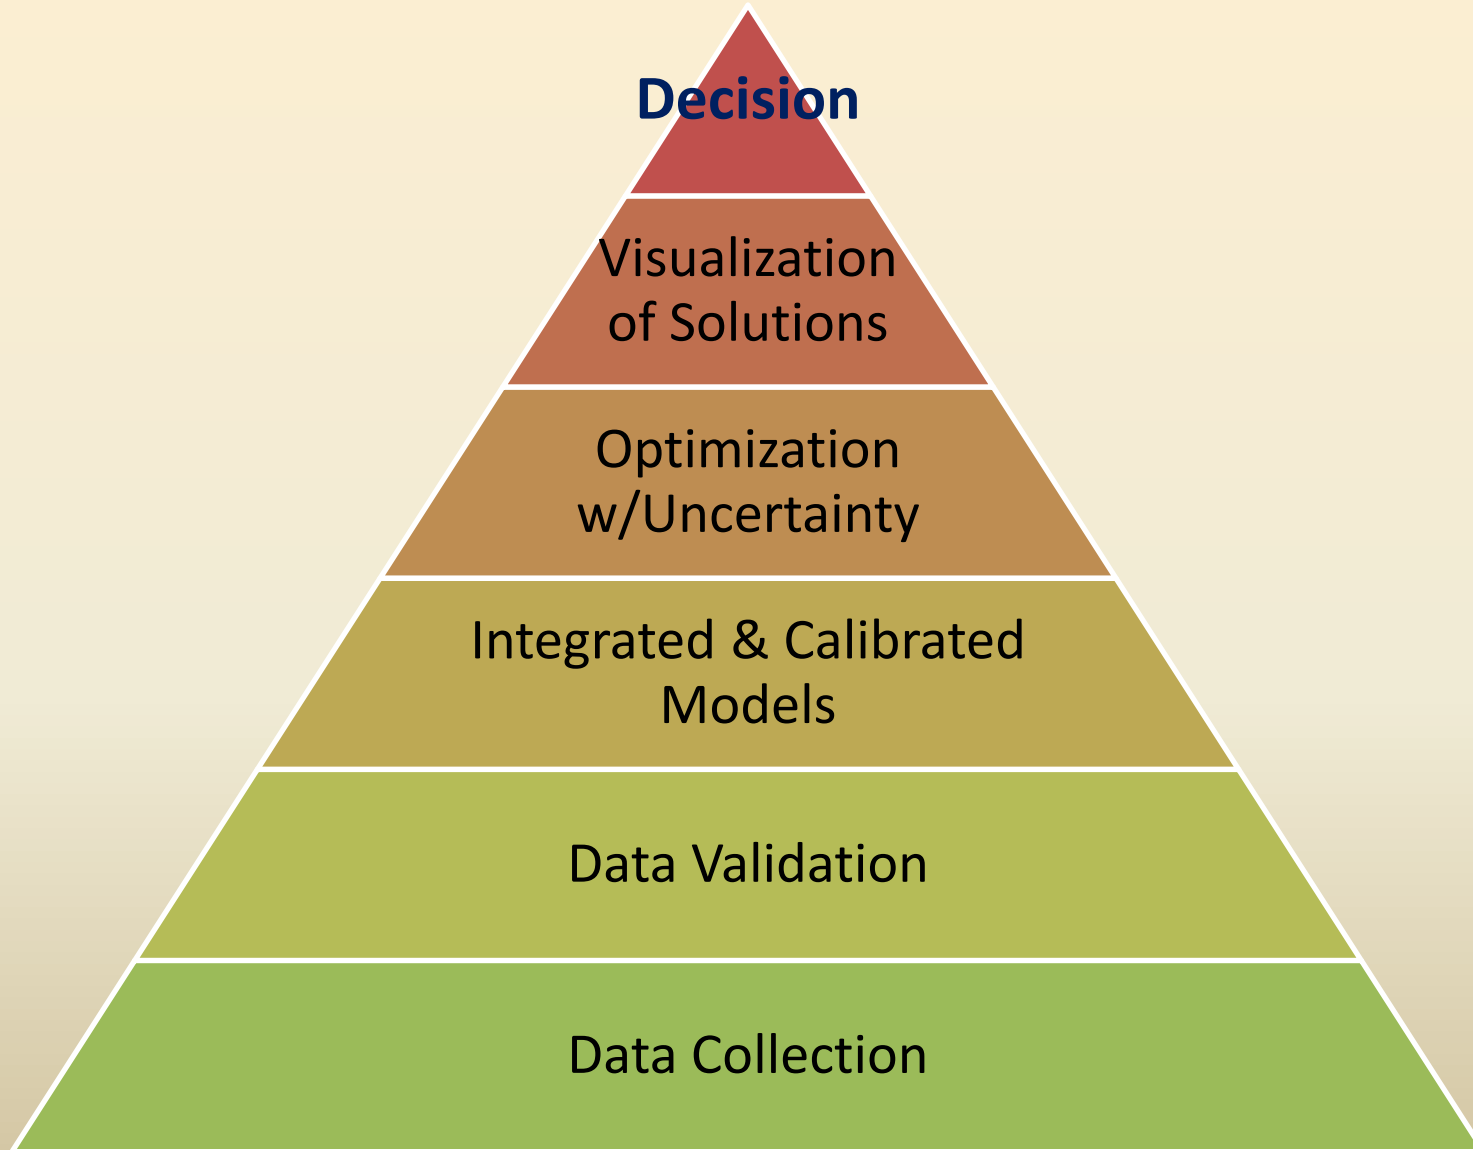 Decision
Visualization
of Solutions
Optimization
w/Uncertainty
Integrated & Calibrated
Models
Data Validation
Data Collection